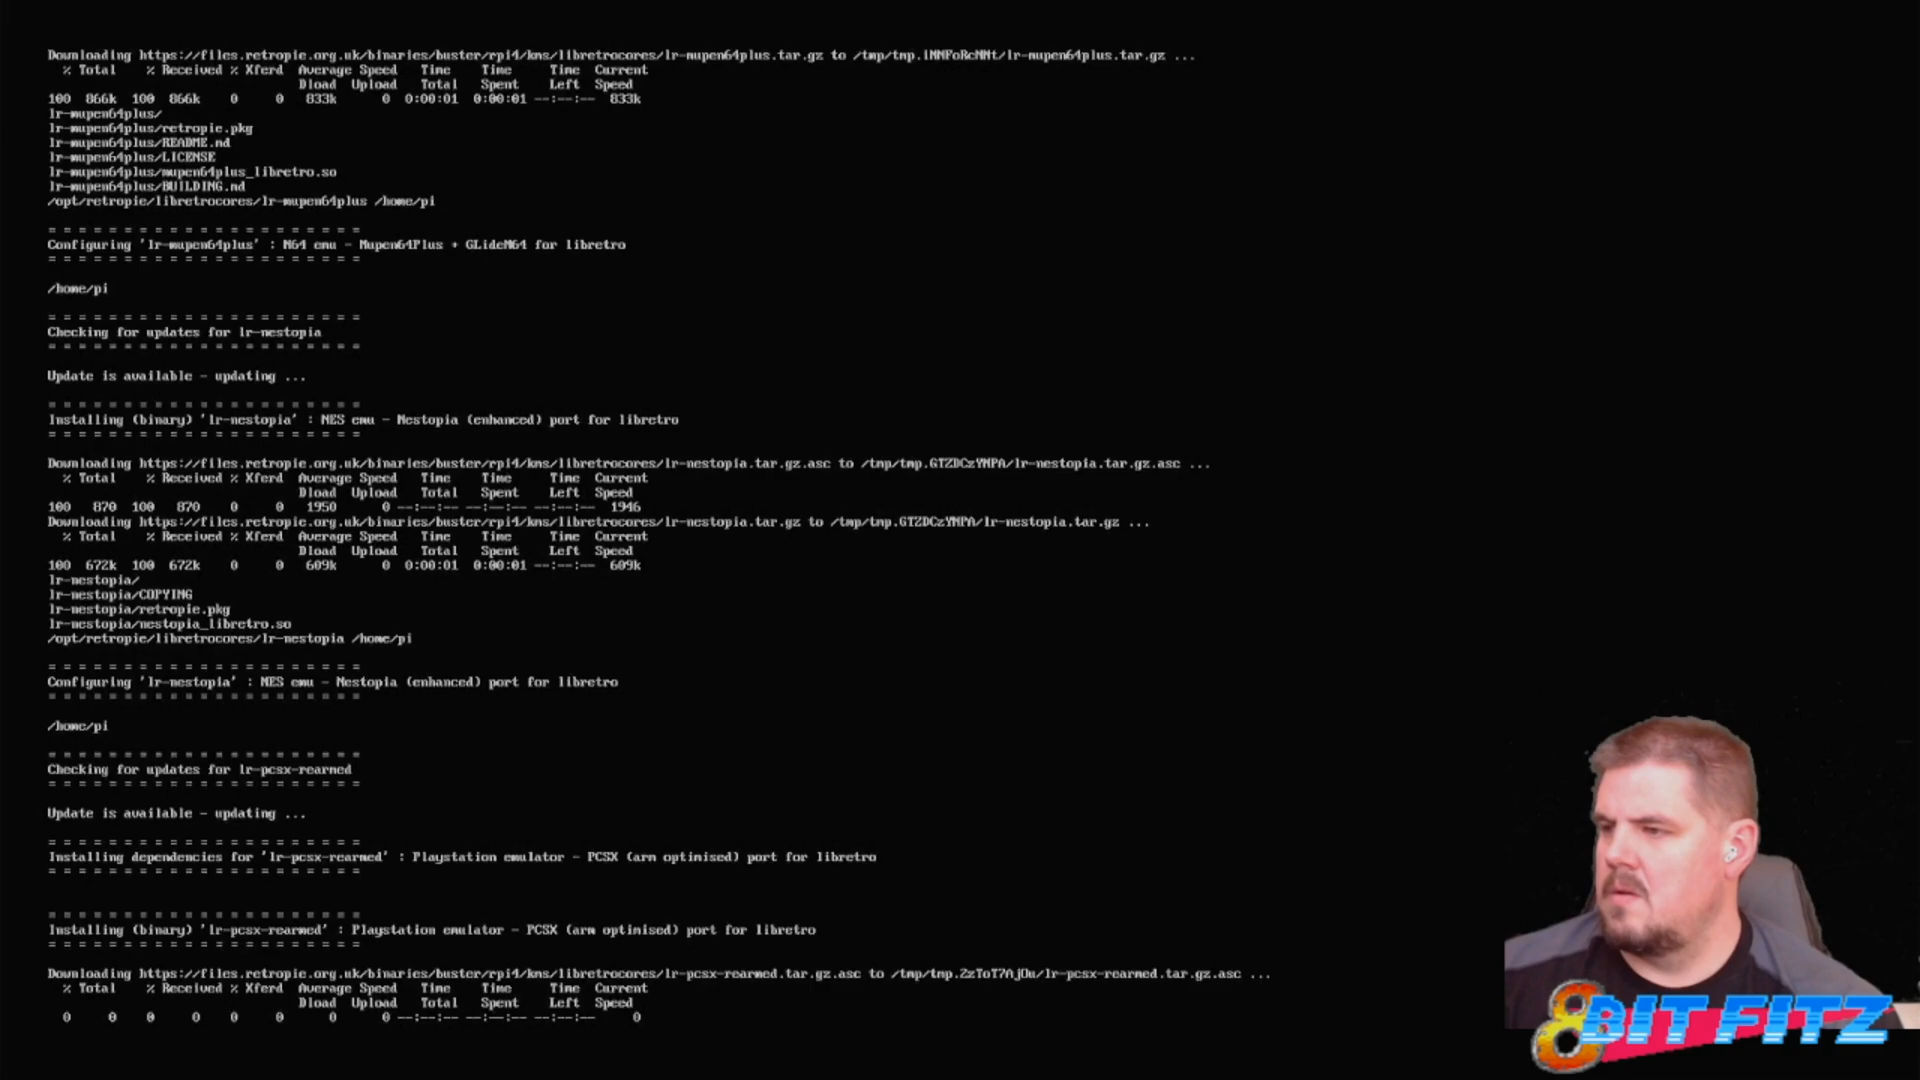 Downloading https://files.retropie.org.uk/binaries/buster/rpi4/kms/libretrocores/lr-mupen64plus.tar.gz to /tmp/tmp.iNNFoRcNNt/lr-mupen64plus.tar.gz ...
% Total % Received % Xferd Average Speed Time Time Time Current
Dload Upload Total Spent Left Speed
100 866k 100 866k 0 0 833k 0 0:00:01 0:00:01 --:--:-- 833k
lr-mupen64plus/
lr-mupen64plus/retropie.pkg
lr-mupen64plus/README.md
lr-mupen64plus/LICENSE
lr-mupen64plus/mupen64plus_libretro.so
lr-mupen64plus/BUILDING.md
/opt/retropie/libretrocores/lr-mupen64plus /home/pi
= = = = = = = = = = = = = = = = = = = = =
Configuring 'lr-mupen64plus' : N64 emu - Mupen64Plus + GLideN64 for libretro
= = = = = = = = = = = = = = = = = = = = =
/home/pi
= = = = = = = = = = = = = = = = = = = = =
Checking for updates for lr-nestopia
= = = = = = = = = = = = = = = = = = = = =
Update is available - updating ...
= = = = = = = = = = = = = = = = = = = = =
Installing (binary) 'lr-nestopia' : NES emu - Nestopia (enhanced) port for libretro
= = = = = = = = = = = = = = = = = = = = =
Downloading https://files.retropie.org.uk/binaries/buster/rpi4/kms/libretrocores/lr-nestopia.tar.gz.asc to /tmp/tmp.GTZDCzYMPA/lr-nestopia.tar.gz.asc ...
% Total % Received % Xferd Average Speed Time Time Time Current
Dload Upload Total Spent Left Speed
100 870 100 870 0 0 1950 0 --:--:-- --:--:-- --:--:-- 1946
Downloading https://files.retropie.org.uk/binaries/buster/rpi4/kms/libretrocores/lr-nestopia.tar.gz to /tmp/tmp.GTZDCzYMPA/lr-nestopia.tar.gz ...
% Total % Received % Xferd Average Speed Time Time Time Current
Dload Upload Total Spent Left Speed
100 672k 100 672k 0 0 609k 0 0:00:01 0:00:01 --:--:-- 609k
lr-nestopia/
lr-nestopia/COPYING
lr-nestopia/retropie.pkg
lr-nestopia/nestopia_libretro.so
/opt/retropie/libretrocores/lr-nestopia /home/pi
= = = = = = = = = = = = = = = = = = = = =
Configuring 'lr-nestopia' : NES emu - Nestopia (enhanced) port for libretro
= = = = = = = = = = = = = = = = = = = = =
/home/pi
= = = = = = = = = = = = = = = = = = = = =
Checking for updates for lr-pcsx-rearmed
= = = = = = = = = = = = = = = = = = = = =
Update is available - updating ...
= = = = = = = = = = = = = = = = = = = = =
Installing dependencies for 'lr-pcsx-rearmed' : Playstation emulator - PCSX (arm optimised) port for libretro
= = = = = = = = = = = = = = = = = = = = =
= = = = = = = = = = = = = = = = = = = = =
Installing (binary) 'lr-pcsx-rearmed' : Playstation emulator - PCSX (arm optimised) port for libretro
= = = = = = = = = = = = = = = = = = = = =
Downloading https://files.retropie.org.uk/binaries/buster/rpi4/kms/libretrocores/lr-pcsx-rearmed.tar.gz.asc to /tmp/tmp.2zToT7AjOu/lr-pcsx-rearmed.tar.gz.asc ...
% Total % Received % Xferd Average Speed Time Time Time Current
Dload Upload Total Spent Left Speed
0 0 0 0 0 0 0 0 --:--:-- --:--:-- --:--:-- 0
8BIT FITZ